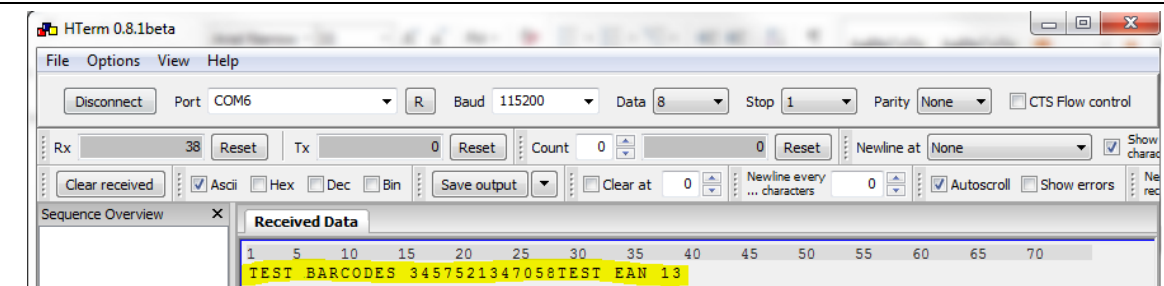 HTerm 0.8.1beta
File Options View Help
Disconnect Port COM6 R Baud 115200 Data 8 Stop 1 Parity None CTS Flow control
Rx 38 Reset Tx 0 Reset Count 0 0 Reset Newline at None Show
charac
Clear received Ascii Hex Dec Bin Save output Clear at 0 Newline every
... characters 0 Autoscroll Show errors Ne
rec
Sequence Overview X Received Data
1 5 10 15 20 25 30 35 40 45 50 55 60 65 70
TEST BARCODES 3457521347058TEST EAN 13